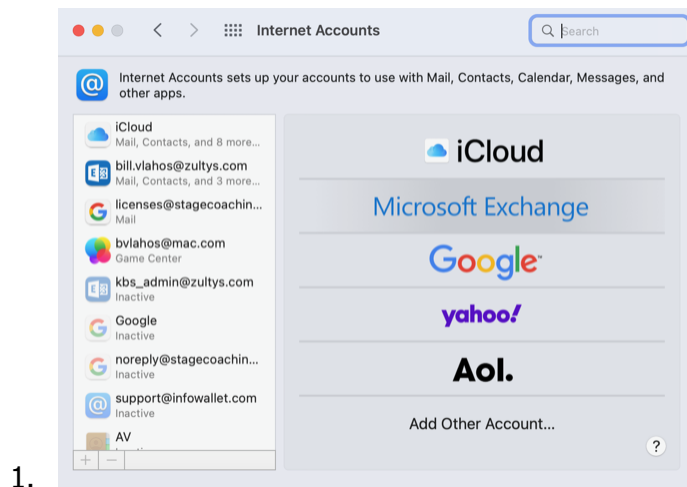 Internet Accounts
Search
Internet Accounts sets up your accounts to use with Mail, Contacts, Calendar, Messages, and
other apps.
iCloud
Mail, Contacts, and 8 more...
bill.vlahos@zultys.com
Mail, Contacts, and 3 more...
licenses@stagecoachin...
Mail
bvlahos@mac.com
Game Center
kbs_admin@zultys.com
Inactive
Google
Inactive
noreply@stagecoachin...
Inactive
support@infowallet.com
Inactive
AV
iCloud
Microsoft Exchange
Google
yahoo!
Aol.
Add Other Account...
?
1.